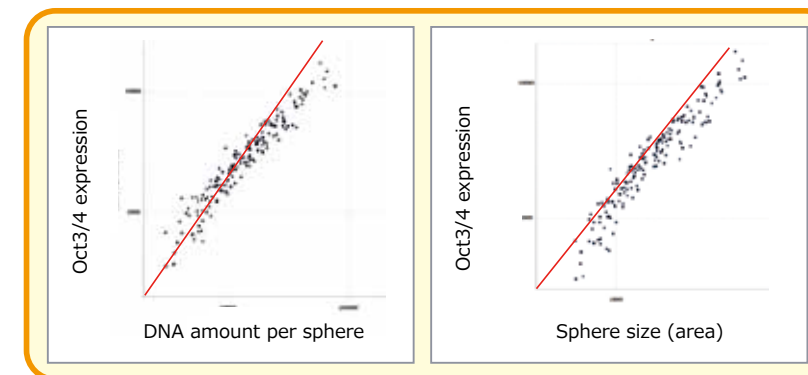 Oct3/4 expression
DNA amount per sphere
Oct3/4 expression
Sphere size (area)